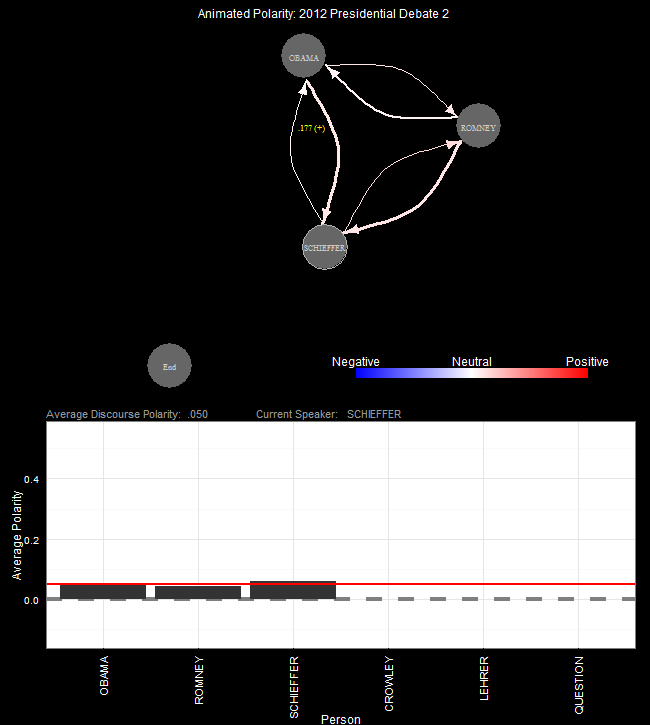 Animated Polarity: 2012 Presidential Debate 2
OBAMA
ROMNEY
.177 (+)
SCHIEFFER
End
Negative Neutral Positive
Average Discourse Polarity: .050 Current Speaker: SCHIEFFER
0.4
0.2
0.0
Average Polarity
OBAMA
ROMNEY
SCHIEFFER
CROWLEY
LEHRER
QUESTION
Person